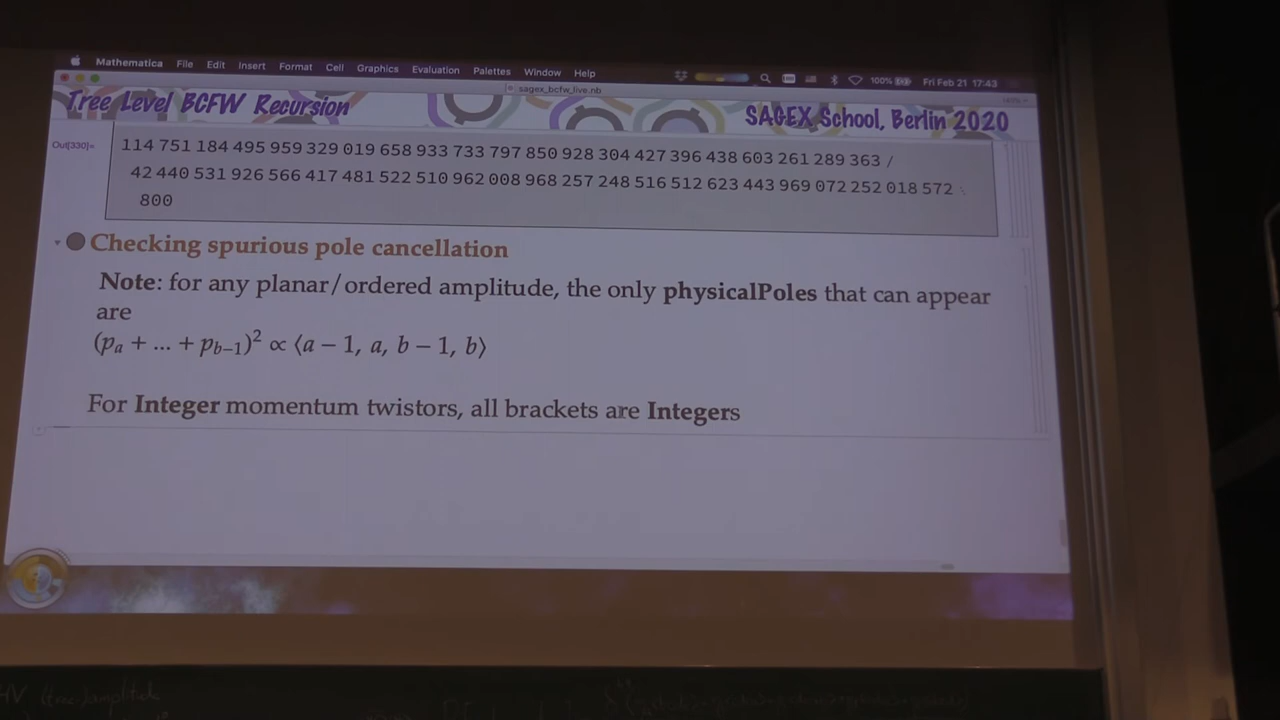 Mathematica File Edit Insert Format Cell Graphics Evaluation Palettes Window Help 100% Fri Feb 21 17:43
sagex_bcfw_live.nb
Tree Level BCFW Recursion SAGEX School, Berlin 2020
Out[330]= 114 751 184 495 959 329 019 658 933 733 797 850 928 304 427 396 438 603 261 289 363 /
42 440 531 926 566 417 481 522 510 962 008 968 257 248 516 512 623 443 969 072 252 018 572
800
Checking spurious pole cancellation
Note: for any planar/ordered amplitude, the only physicalPoles that can appear
are
(pₐ + ... + p_{b−1})² ∝ ⟨a − 1, a, b − 1, b⟩
For Integer momentum twistors, all brackets are Integers